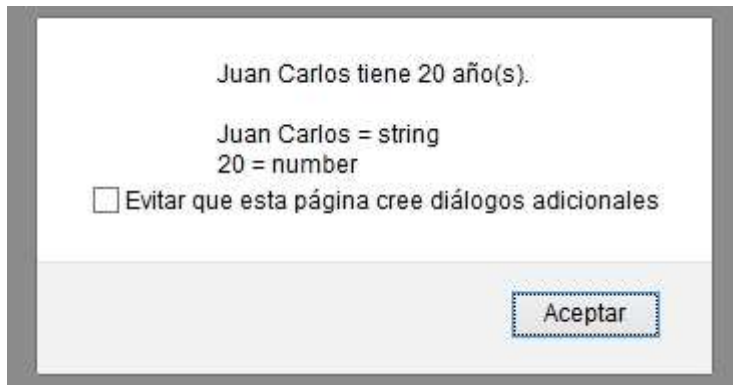 Juan Carlos tiene 20 año(s).
Juan Carlos = string
20 = number
Evitar que esta página cree diálogos adicionales
Aceptar